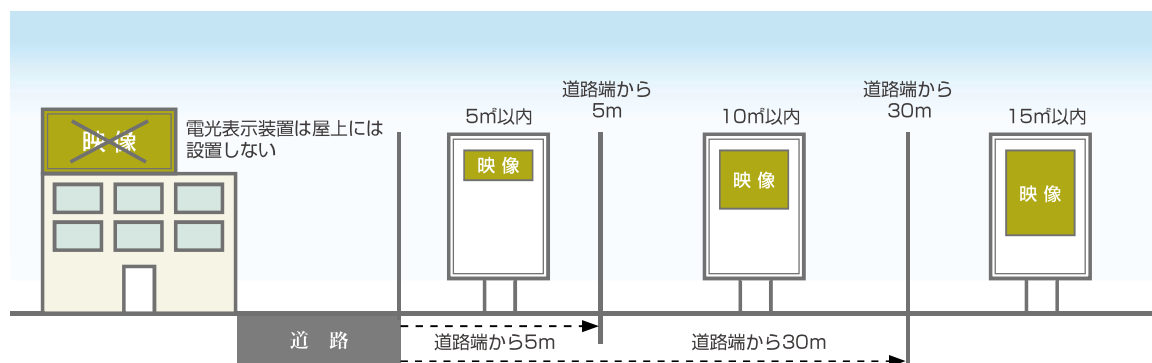 映 像
電光表示装置は屋上には
設置しない
5㎡以内
映 像
道路端から
5m
10㎡以内
映 像
道路端から
30m
15㎡以内
映 像
道 路
道路端から5m
道路端から30m